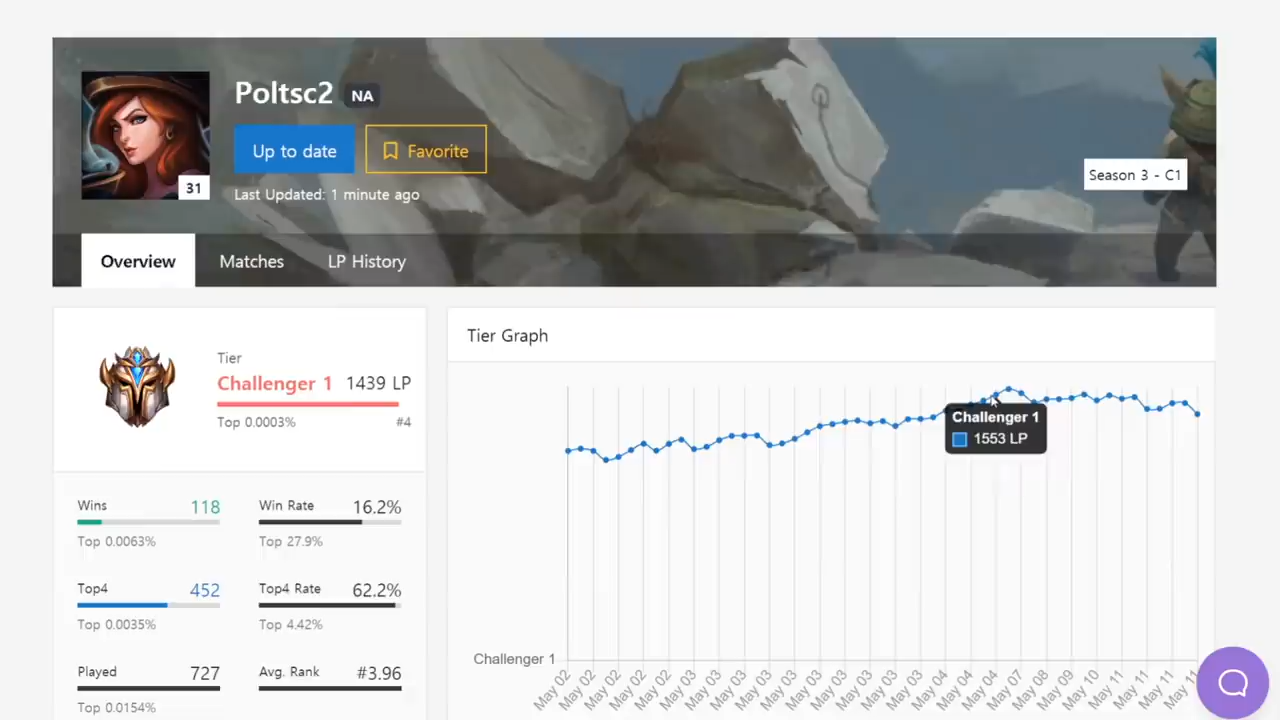 Poltsc2 NA
Up to date
Favorite
31
Last Updated: 1 minute ago
Season 3 - C1
Overview
Matches
LP History
Tier
Challenger 1 1439 LP
Top 0.0003% #4
Wins 118
Top 0.0063%
Win Rate 16.2%
Top 27.9%
Top4 452
Top 0.0035%
Top4 Rate 62.2%
Top 4.42%
Played 727
Top 0.0154%
Avg. Rank #3.96
Tier Graph
Challenger 1
1553 LP
Challenger 1
May 02
May 02
May 02
May 02
May 02
May 03
May 03
May 03
May 03
May 03
May 03
May 03
May 03
May 03
May 03
May 04
May 04
May 04
May 07
May 08
May 09
May 10
May 11
May 11
May 11